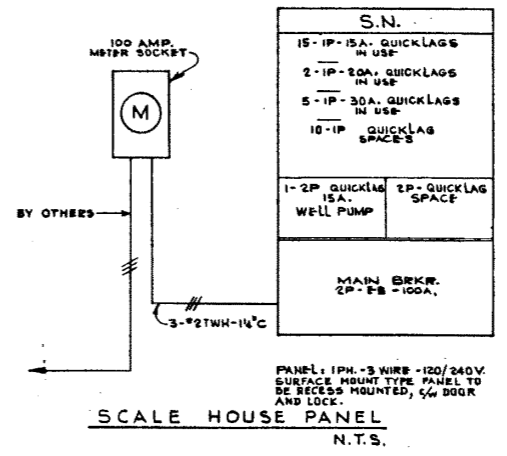 100 AMP.
METER SOCKET
M
BY OTHERS
3-#2TWH-1¼"C
S.N.
15-1P-15A. QUICKLAGS
IN USE
2-1P-20A. QUICKLAGS
IN USE
5-1P-30A. QUICKLAGS
IN USE
10-1P QUICKLAG
SPACES
1-2P QUICKLAG
15A.
WELL PUMP
2P-QUICKLAG
SPACE
MAIN BRKR.
2P-EB-100A.
PANEL: 1PH.-3 WIRE-120/240V.
SURFACE MOUNT TYPE PANEL TO
BE RECESS MOUNTED, C/W DOOR
AND LOCK.
SCALE HOUSE PANEL
N.T.S.